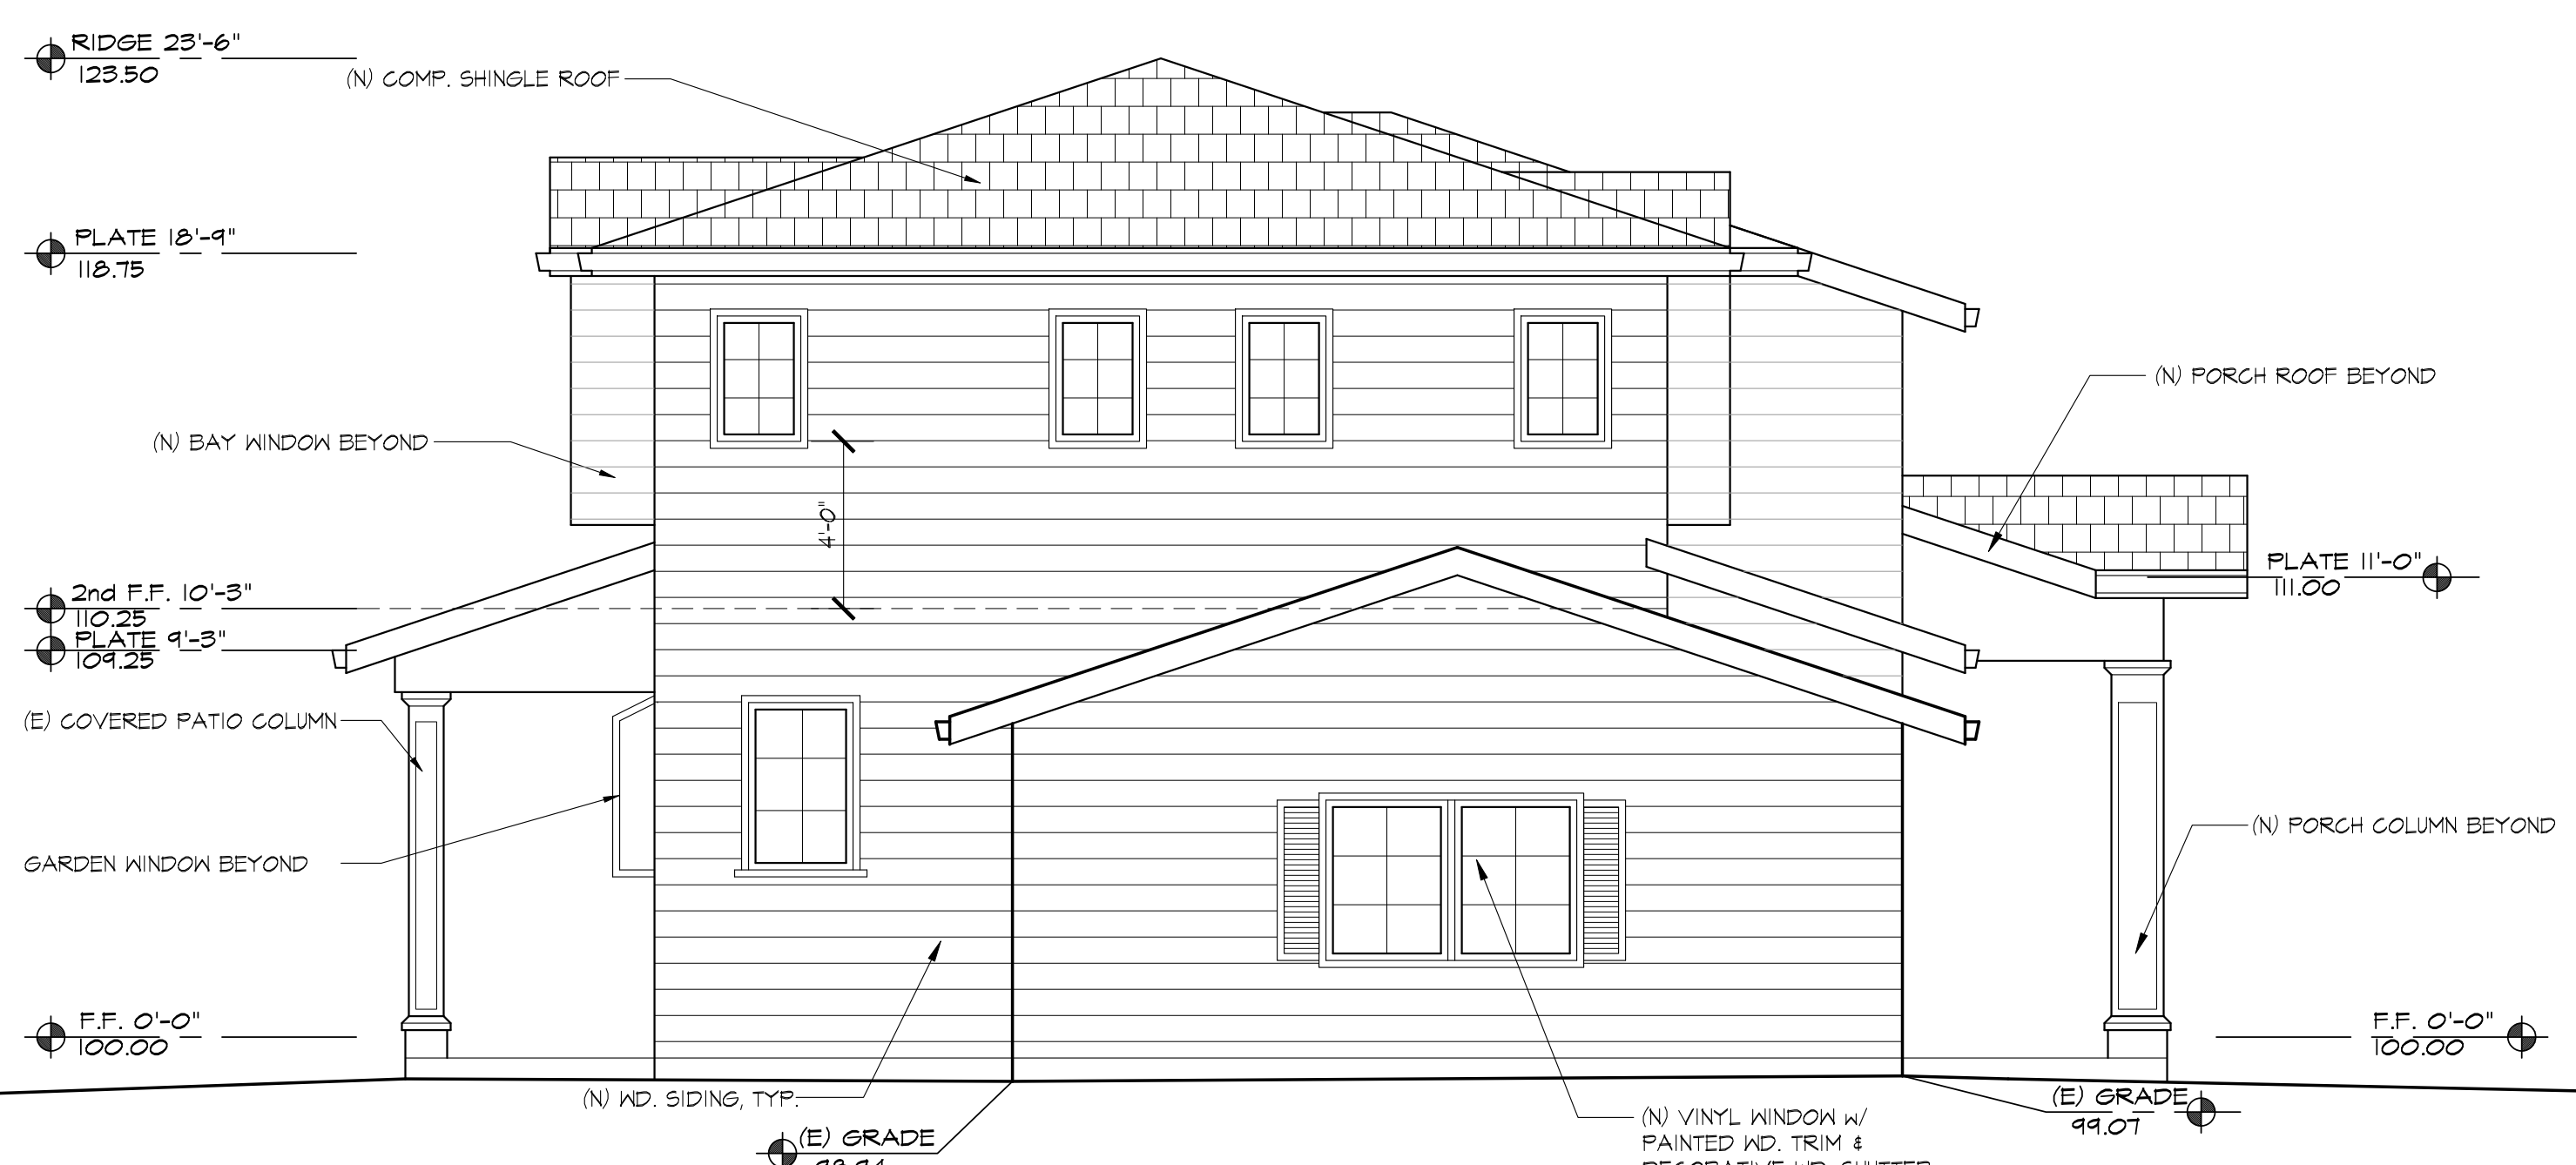 RIDGE 23'-6"
123.50
(N) COMP. SHINGLE ROOF
PLATE 18'-9"
118.75
(N) PORCH ROOF BEYOND
(N) BAY WINDOW BEYOND
4'-0"
PLATE 11'-0"
111.00
2nd F.F. 10'-3"
110.25
PLATE 9'-3"
109.25
(E) COVERED PATIO COLUMN
(N) PORCH COLUMN BEYOND
GARDEN WINDOW BEYOND
F.F. 0'-0"
100.00
F.F. 0'-0"
100.00
(N) WD. SIDING, TYP.
(E) GRADE
99.07
(E) GRADE
(N) VINYL WINDOW w/
PAINTED WD. TRIM &
DECORATIVE WD. SHUTTER